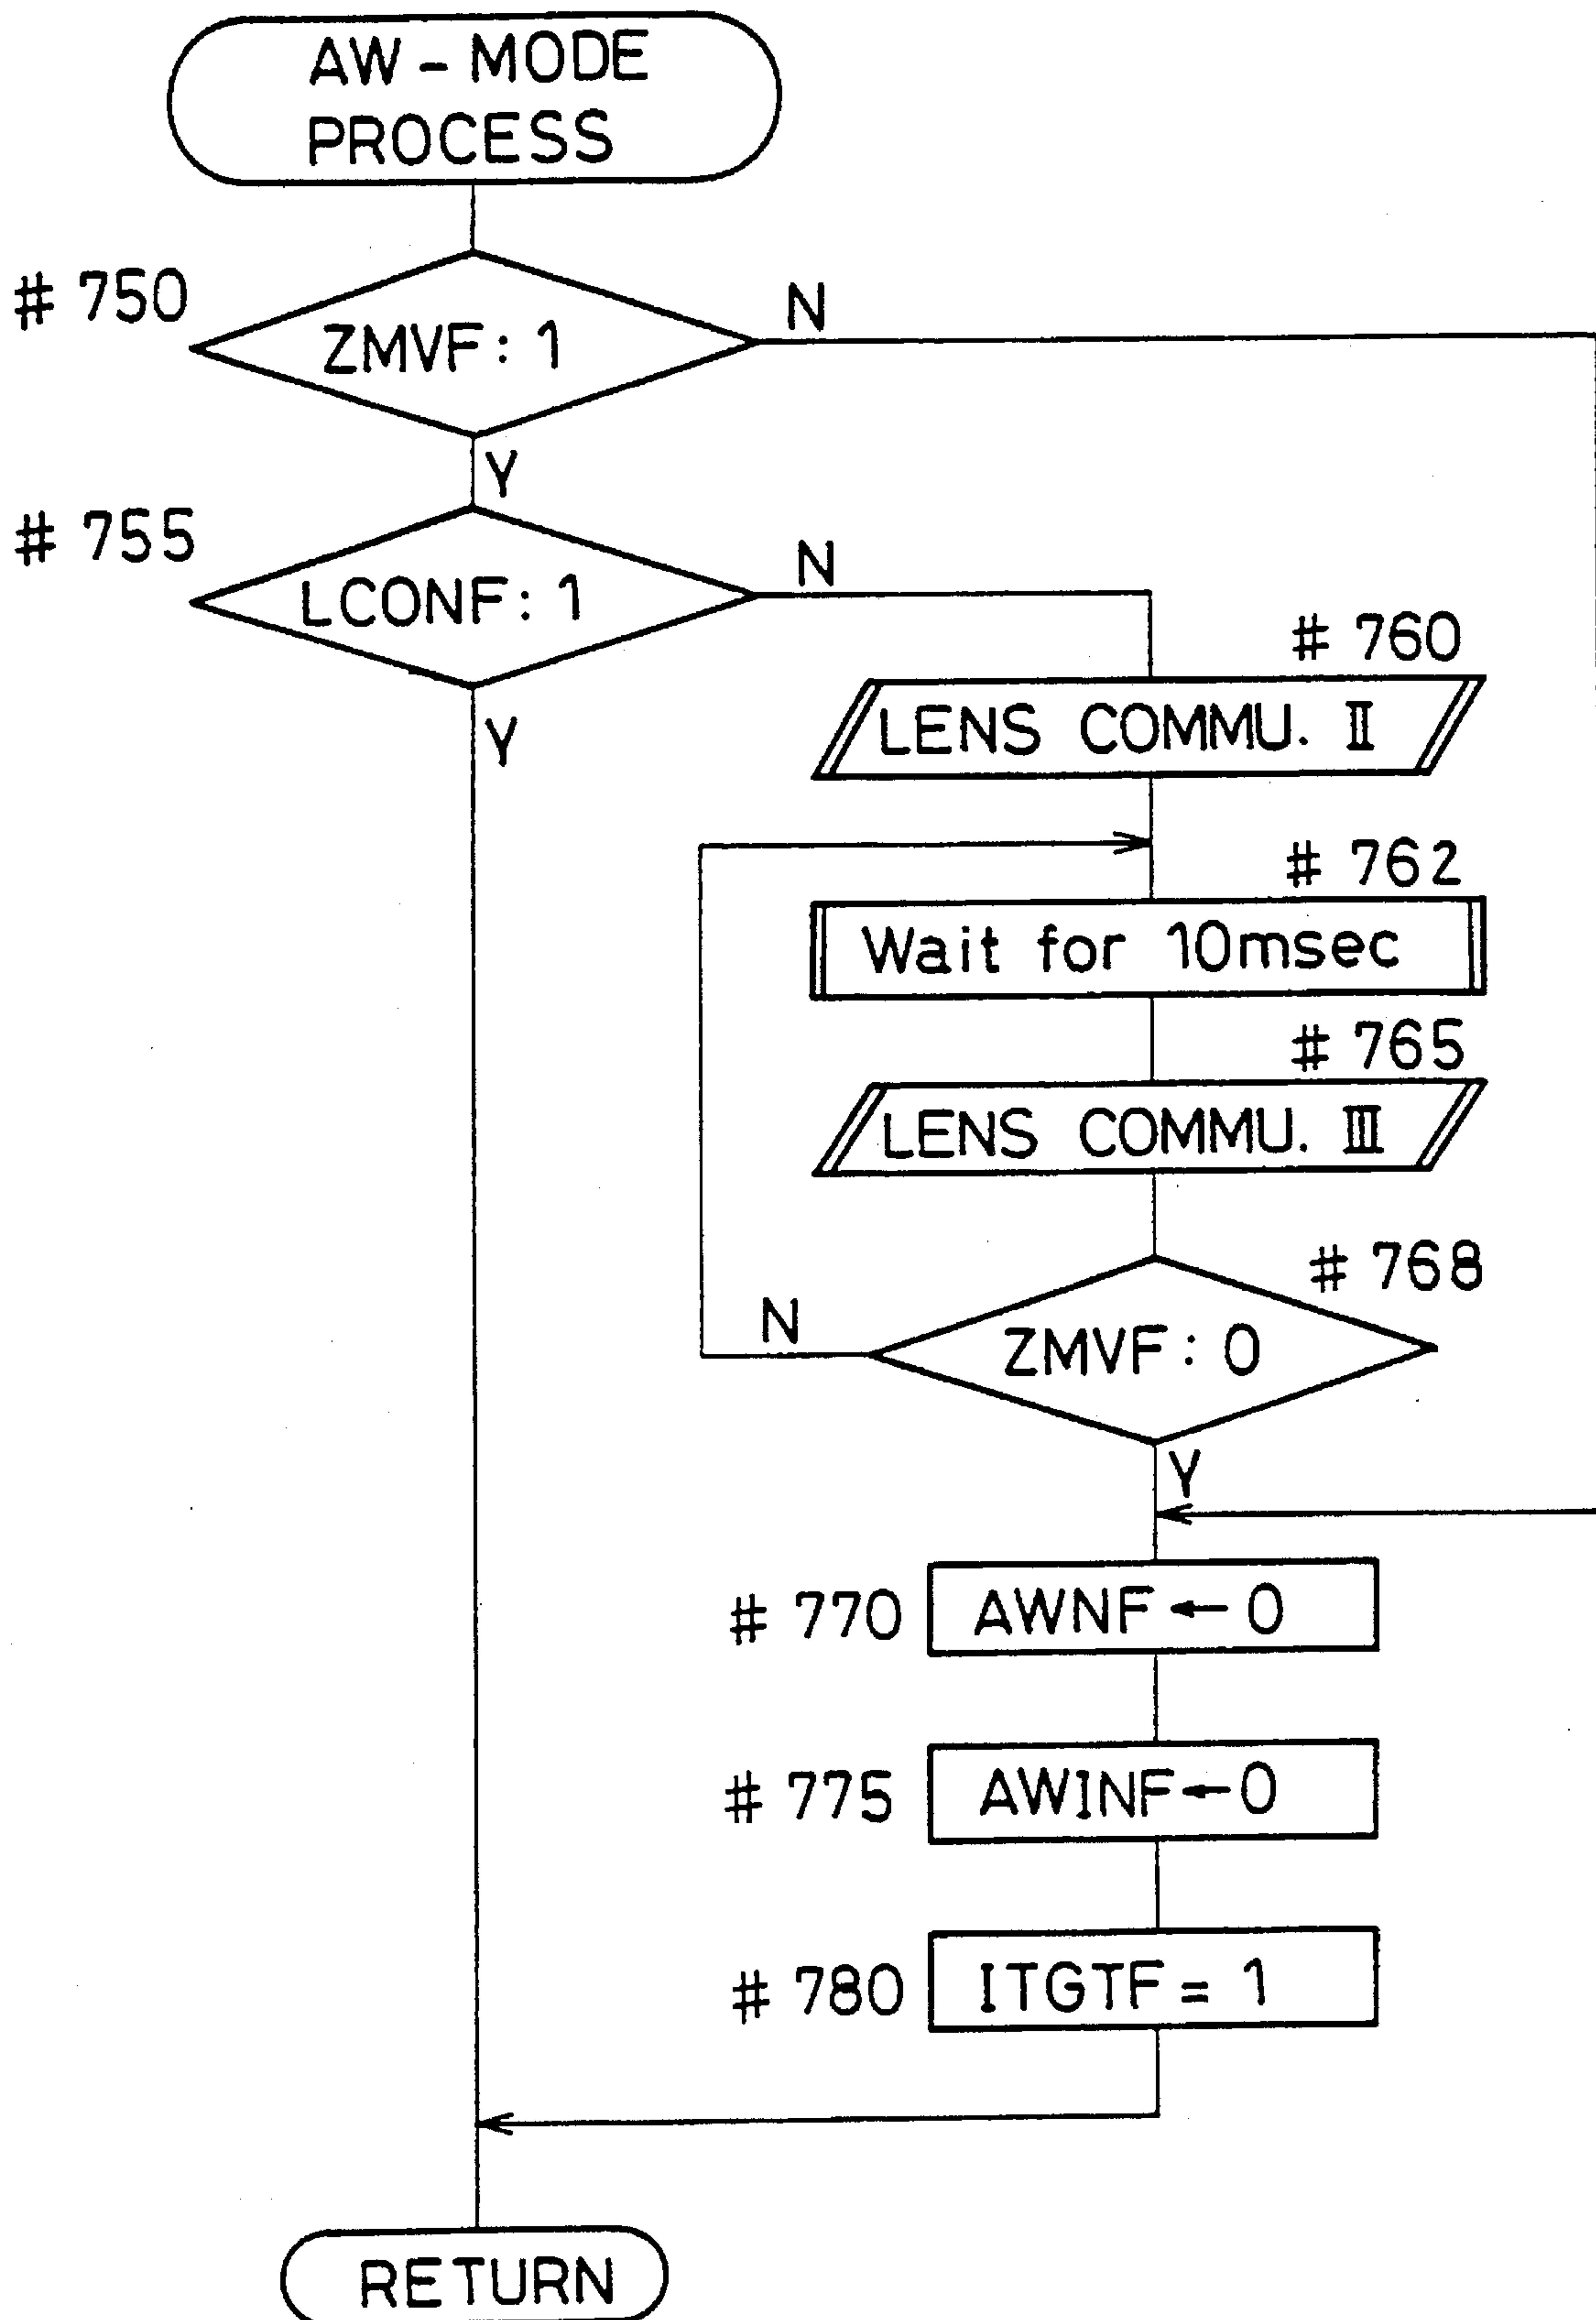 AW-MODE
PROCESS
# 750
ZMVF: 1
N
Y
# 755
LCONF: 1
N
Y
# 760
LENS COMMU. II
# 762
Wait for 10msec
# 765
LENS COMMU. III
# 768
ZMVF: 0
N
Y
# 770
AWNF ← 0
# 775
AWINF ← 0
# 780
ITGTF = 1
RETURN